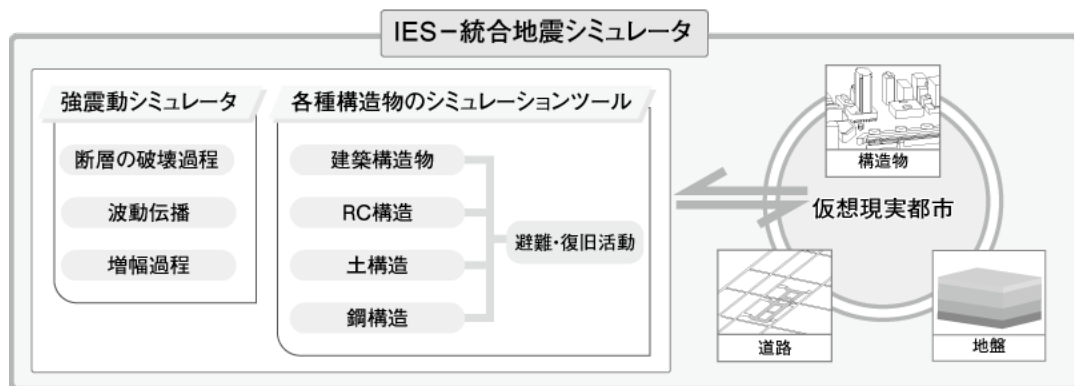 IES-統合地震シミュレータ
強震動シミュレータ
断層の破壊過程
波動伝播
増幅過程
各種構造物のシミュレーションツール
建築構造物
RC構造
土構造
鋼構造
避難・復旧活動
構造物
仮想現実都市
道路
地盤